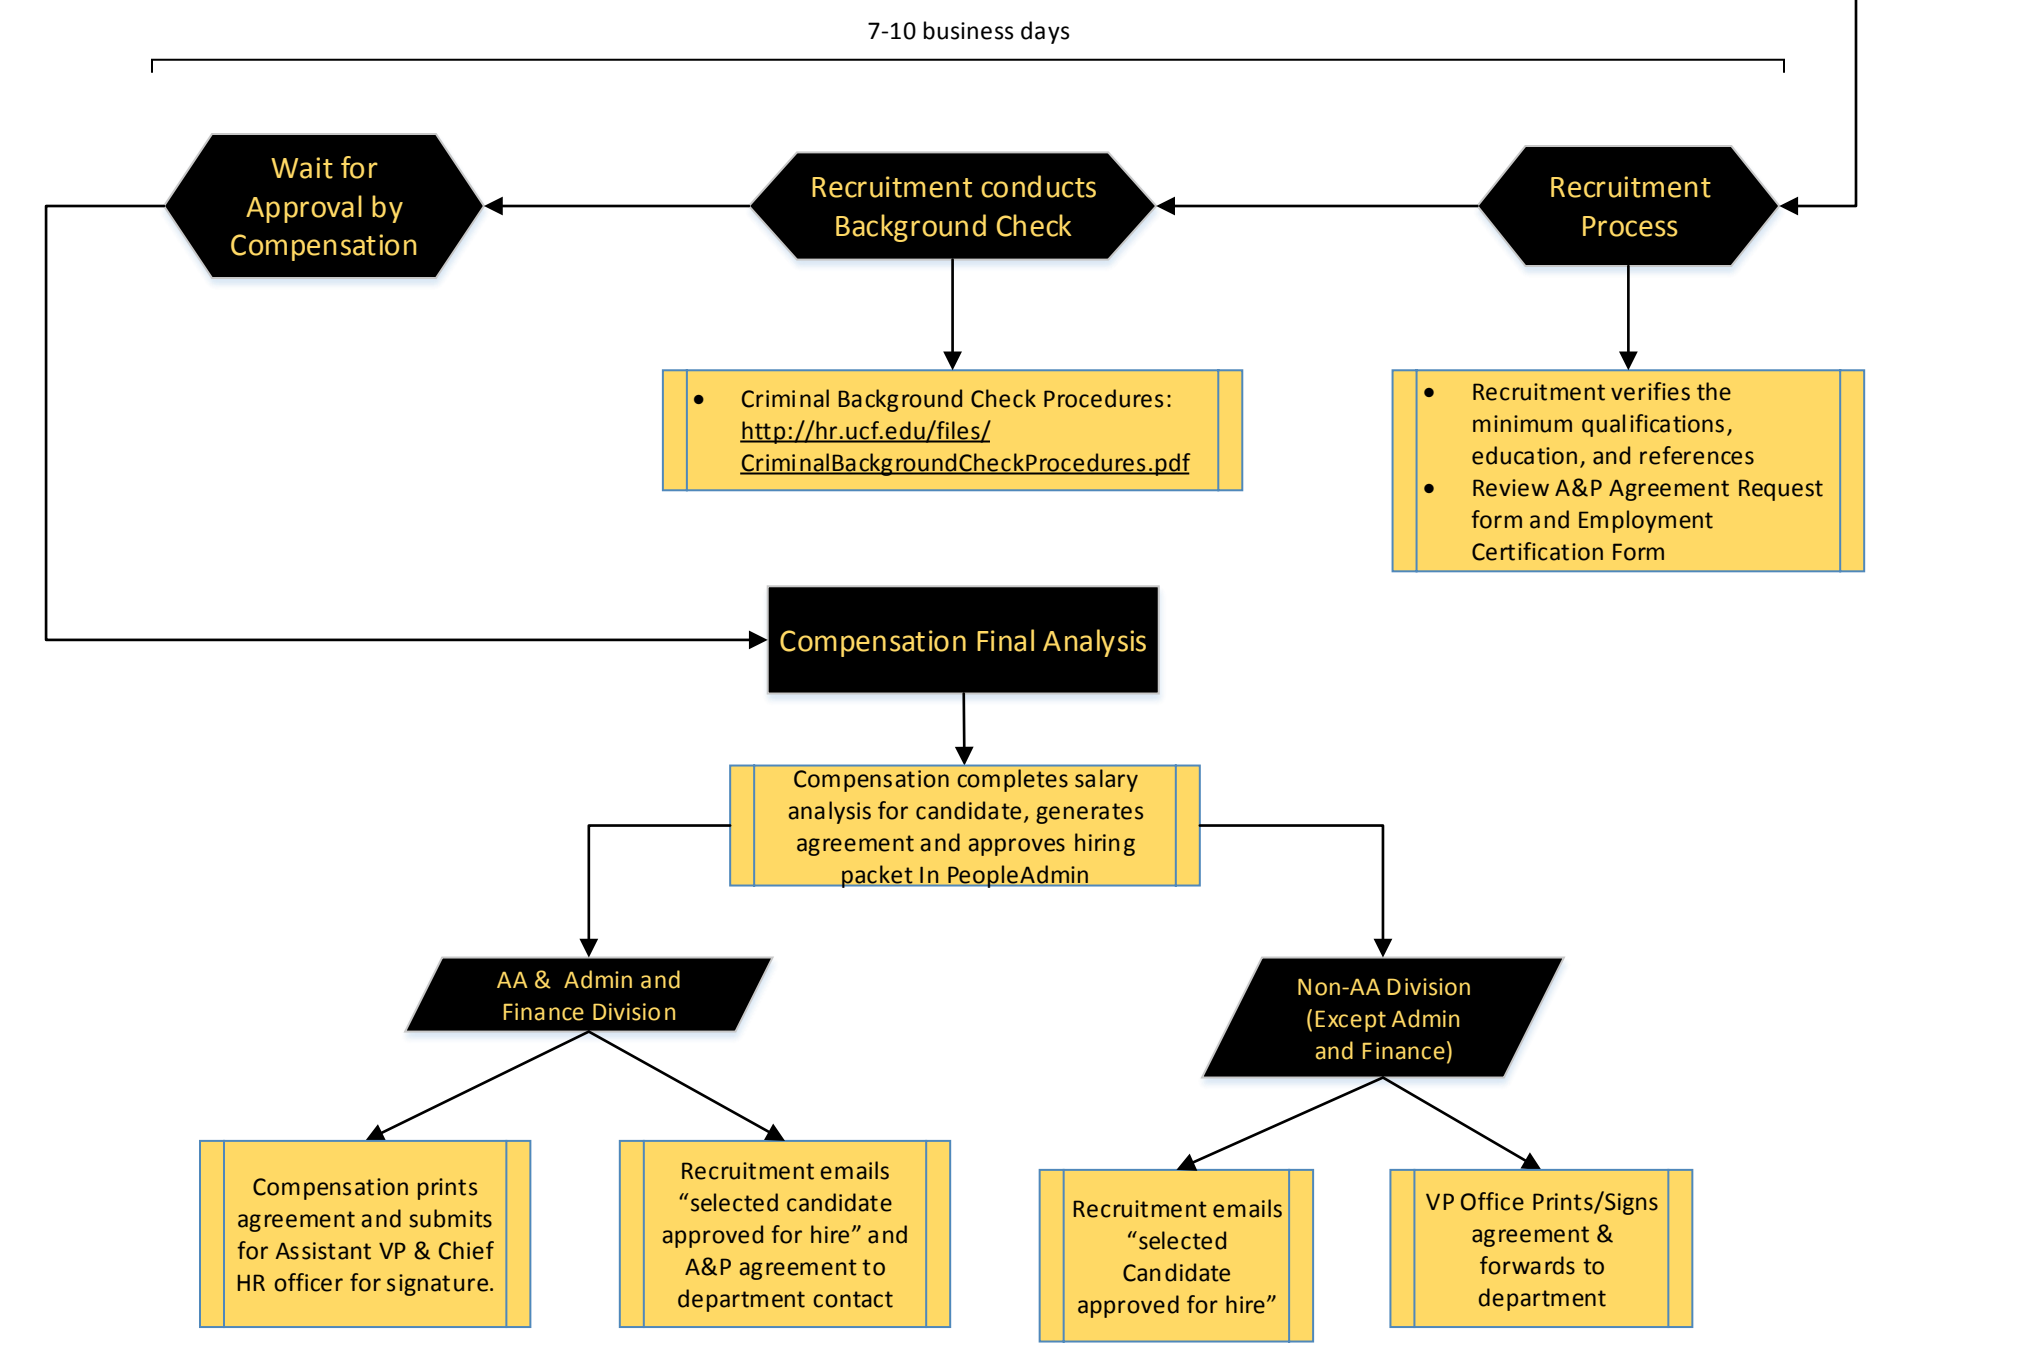 7-10 business days
Wait for
Approval by
Compensation
Recruitment conducts
Background Check
Recruitment
Process
• Criminal Background Check Procedures:
http://hr.ucf.edu/files/
CriminalBackgroundCheckProcedures.pdf
• Recruitment verifies the
minimum qualifications,
education, and references
• Review A&P Agreement Request
form and Employment
Certification Form
Compensation Final Analysis
Compensation completes salary
analysis for candidate, generates
agreement and approves hiring
packet In PeopleAdmin
AA & Admin and
Finance Division
Non-AA Division
(Except Admin
and Finance)
Compensation prints
agreement and submits
for Assistant VP & Chief
HR officer for signature.
Recruitment emails
“selected candidate
approved for hire” and
A&P agreement to
department contact
Recruitment emails
“selected
Candidate
approved for hire”
VP Office Prints/Signs
agreement &
forwards to
department